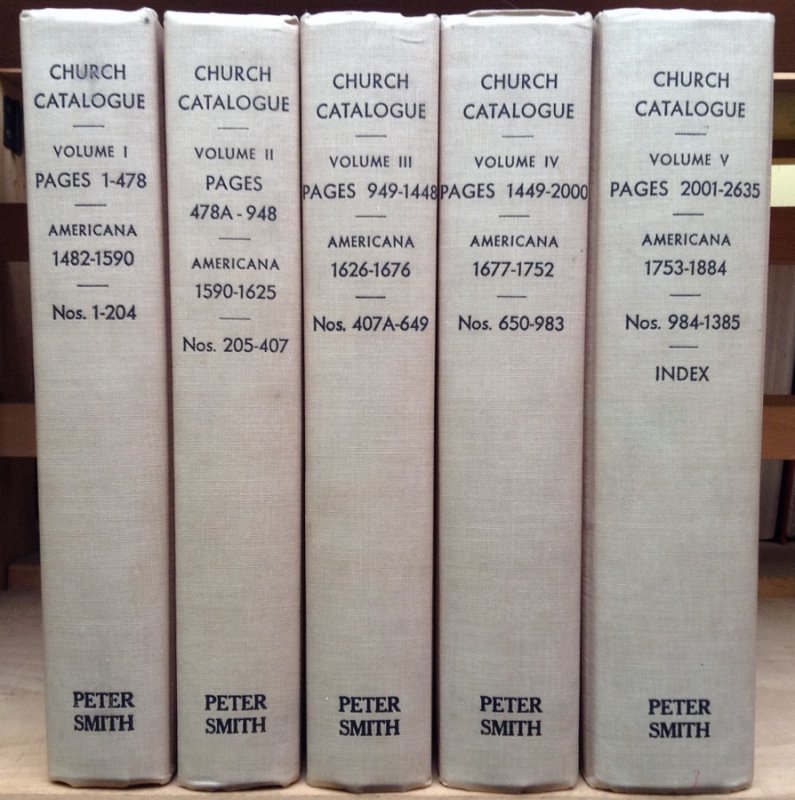 CHURCH
CATALOGUE
VOLUME I
PAGES 1-478
AMERICANA
1482-1590
Nos. 1-204
PETER
SMITH
CHURCH
CATALOGUE
VOLUME II
PAGES
478A - 948
AMERICANA
1590-1625
Nos. 205-407
PETER
SMITH
CHURCH
CATALOGUE
VOLUME III
PAGES 949-1448
AMERICANA
1626-1676
Nos. 407A-649
PETER
SMITH
CHURCH
CATALOGUE
VOLUME IV
PAGES 1449-2000
AMERICANA
1677-1752
Nos. 650-983
PETER
SMITH
CHURCH
CATALOGUE
VOLUME V
PAGES 2001-2635
AMERICANA
1753-1884
Nos. 984-1385
INDEX
PETER
SMITH